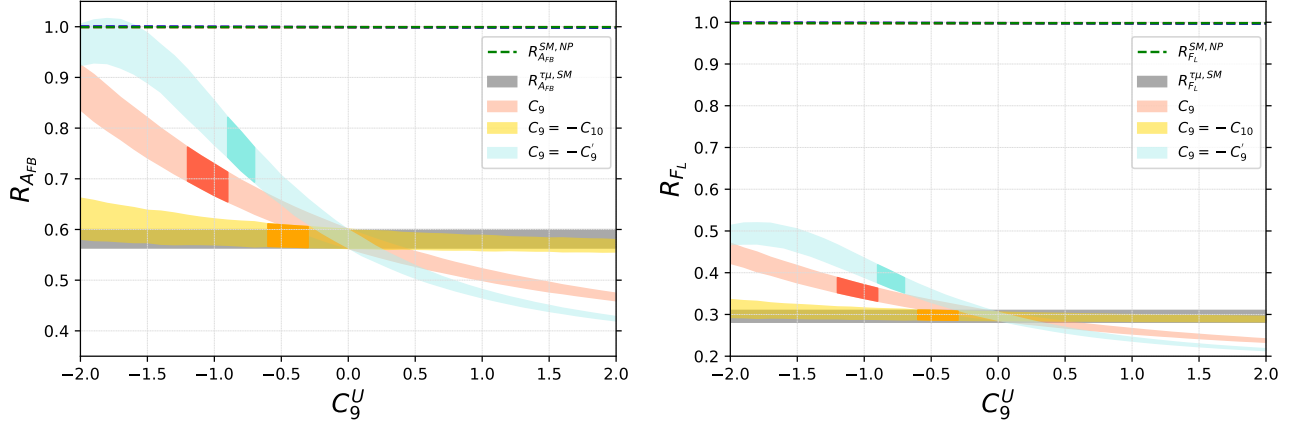 1.0
0.9
0.8
0.7
0.6
0.5
0.4
R_{A_{FB}}
−2.0 −1.5 −1.0 −0.5 0.0 0.5 1.0 1.5 2.0
C_9^U
R_{A_{FB}}^{SM, NP}
R_{A_{FB}}^{τμ, SM}
C_9
C_9 = −C_{10}
C_9 = −C_9^'
1.0
0.9
0.8
0.7
0.6
0.5
0.4
0.3
0.2
R_{F_L}
−2.0 −1.5 −1.0 −0.5 0.0 0.5 1.0 1.5 2.0
C_9^U
R_{F_L}^{SM, NP}
R_{F_L}^{τμ, SM}
C_9
C_9 = −C_{10}
C_9 = −C_9^'